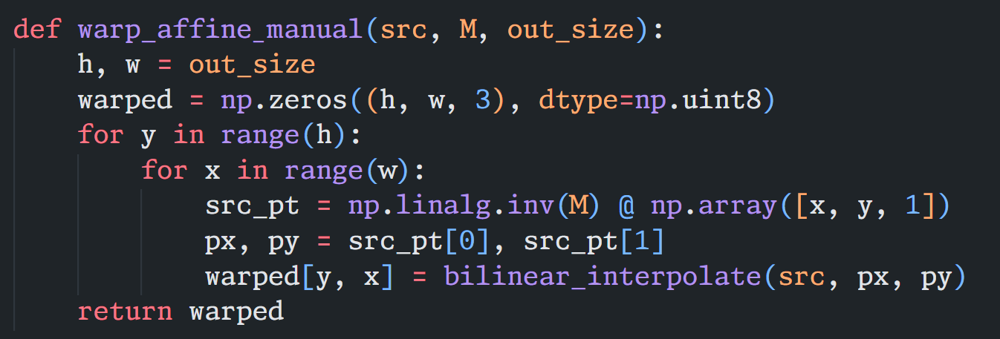 def warp_affine_manual(src, M, out_size):
    h, w = out_size
    warped = np.zeros((h, w, 3), dtype=np.uint8)
    for y in range(h):
        for x in range(w):
            src_pt = np.linalg.inv(M) @ np.array([x, y, 1])
            px, py = src_pt[0], src_pt[1]
            warped[y, x] = bilinear_interpolate(src, px, py)
    return warped